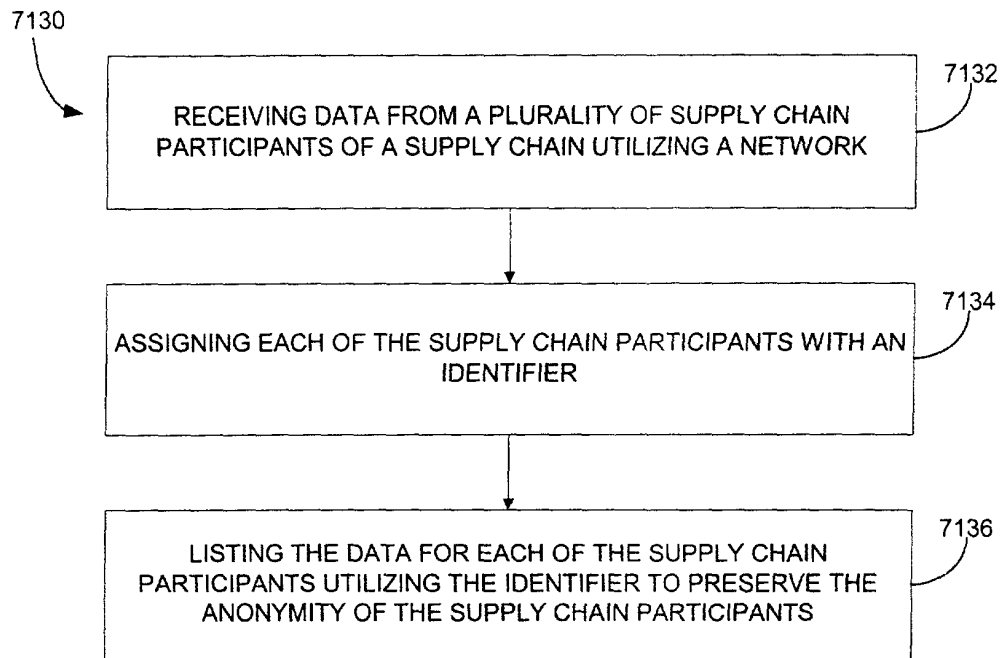 7130
7132
RECEIVING DATA FROM A PLURALITY OF SUPPLY CHAIN
PARTICIPANTS OF A SUPPLY CHAIN UTILIZING A NETWORK
7134
ASSIGNING EACH OF THE SUPPLY CHAIN PARTICIPANTS WITH AN
IDENTIFIER
7136
LISTING THE DATA FOR EACH OF THE SUPPLY CHAIN
PARTICIPANTS UTILIZING THE IDENTIFIER TO PRESERVE THE
ANONYMITY OF THE SUPPLY CHAIN PARTICIPANTS